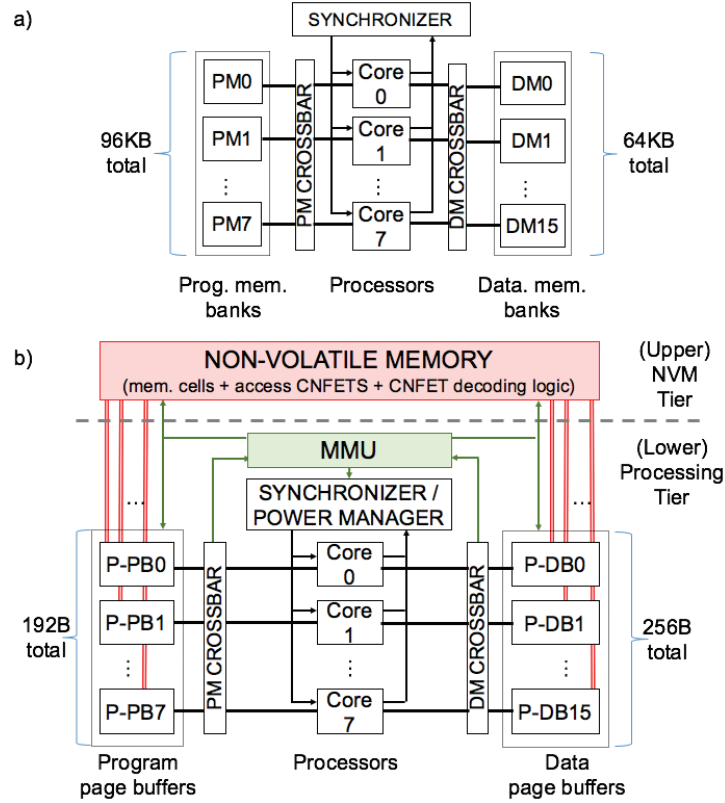 a)
SYNCHRONIZER
PM0
PM1
⋮
PM7
96KB
total
PM CROSSBAR
Core
0
Core
1
⋮
Core
7
DM CROSSBAR
DM0
DM1
⋮
DM15
64KB
total
Prog. mem.
banks
Processors
Data. mem.
banks
b)
NON-VOLATILE MEMORY
(mem. cells + access CNFETS + CNFET decoding logic)
(Upper)
NVM
Tier
(Lower)
Processing
Tier
MMU
SYNCHRONIZER /
POWER MANAGER
...
...
P-PB0
P-PB1
⋮
P-PB7
192B
total
PM CROSSBAR
Core
0
Core
1
⋮
Core
7
DM CROSSBAR
P-DB0
P-DB1
⋮
P-DB15
256B
total
Program
page buffers
Processors
Data
page buffers